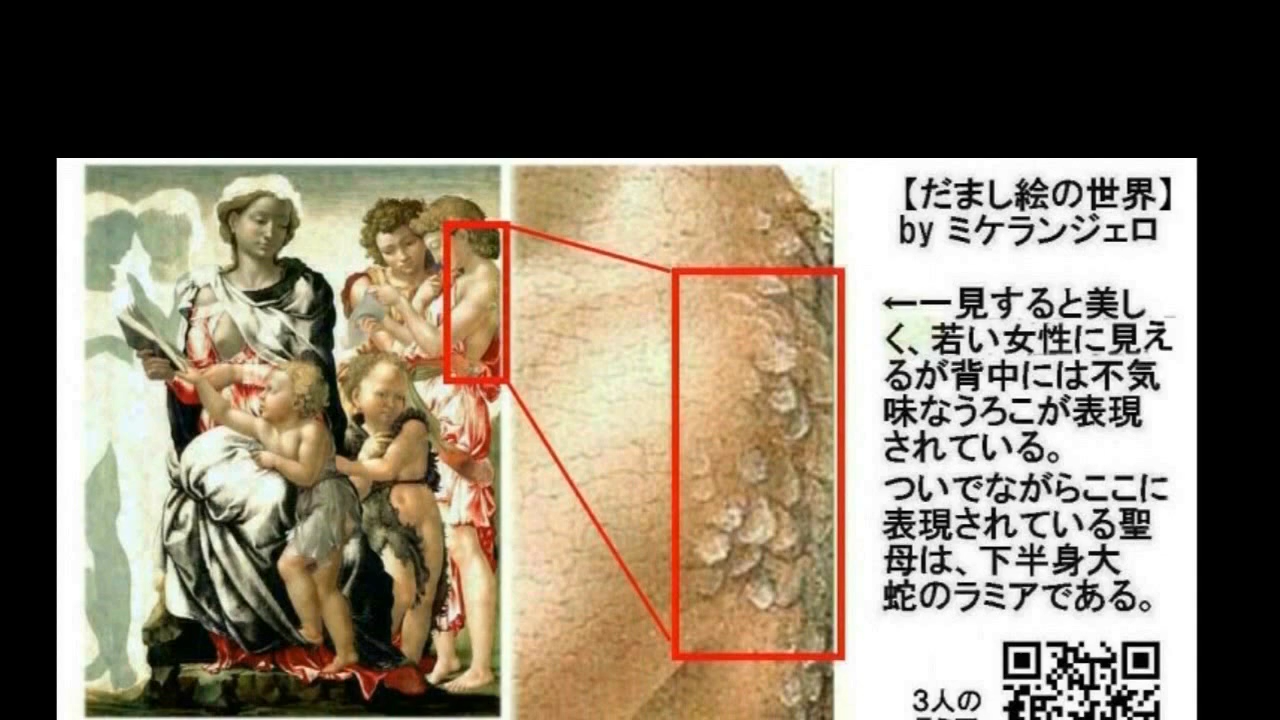 【だまし絵の世界】
by ミケランジェロ
←一見すると美し
く、若い女性に見え
るが背中には不気
味なうろこが表現
されている。
ついでながらここに
表現されている聖
母は、下半身大
蛇のラミアである。
3人の